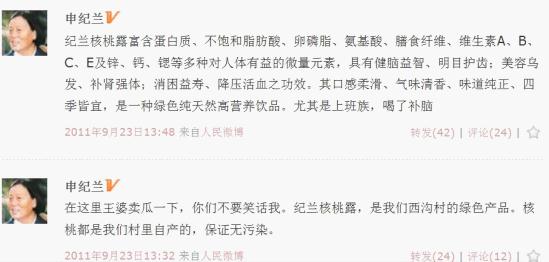 申纪兰
纪兰核桃露富含蛋白质、不饱和脂肪酸、卵磷脂、氨基酸、膳食纤维、维生素A、B、
C、E及锌、钙、锶等多种对人体有益的微量元素，具有健脑益智、明目护齿；美容乌
发、补肾强体；消困益寿、降压活血之功效。其口感柔滑、气味清香、味道纯正、四
季皆宜，是一种绿色纯天然高营养饮品。尤其是上班族，喝了补脑
2011年9月23日13:48 来自人民微博 转发(42) | 评论(24) |
申纪兰
在这里王婆卖瓜一下，你们不要笑话我。纪兰核桃露，是我们西沟村的绿色产品。核
桃都是我们村里自产的，保证无污染。
2011年9月23日13:32 来自人民微博 转发(24) | 评论(12) |